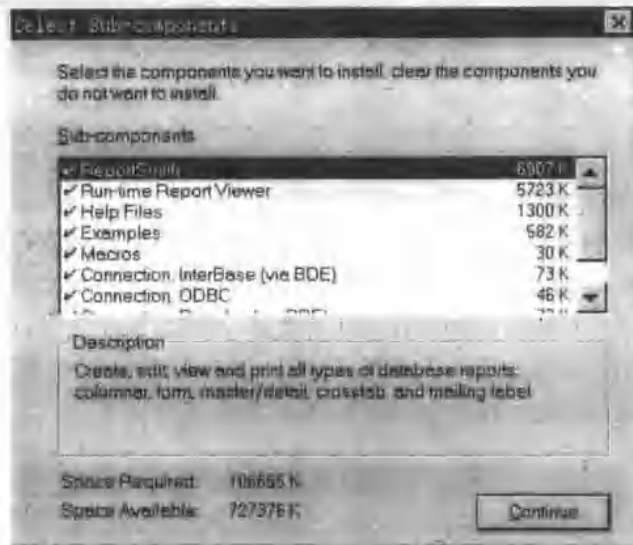 Select Sub-components
Select the components you want to install, clear the components you
do not want to install.
Sub-components
ReportSmith 6907 K
Run-time Report Viewer 5723 K
Help Files 1300 K
Examples 582 K
Macros 30 K
Connection, InterBase (via BDE) 73 K
Connection, ODBC 46 K
Description
Create, edit, view and print all types of database reports:
columnar, form, master/detail, crosstab, and mailing label
Space Required:
Space Available: 727376 K
Continue